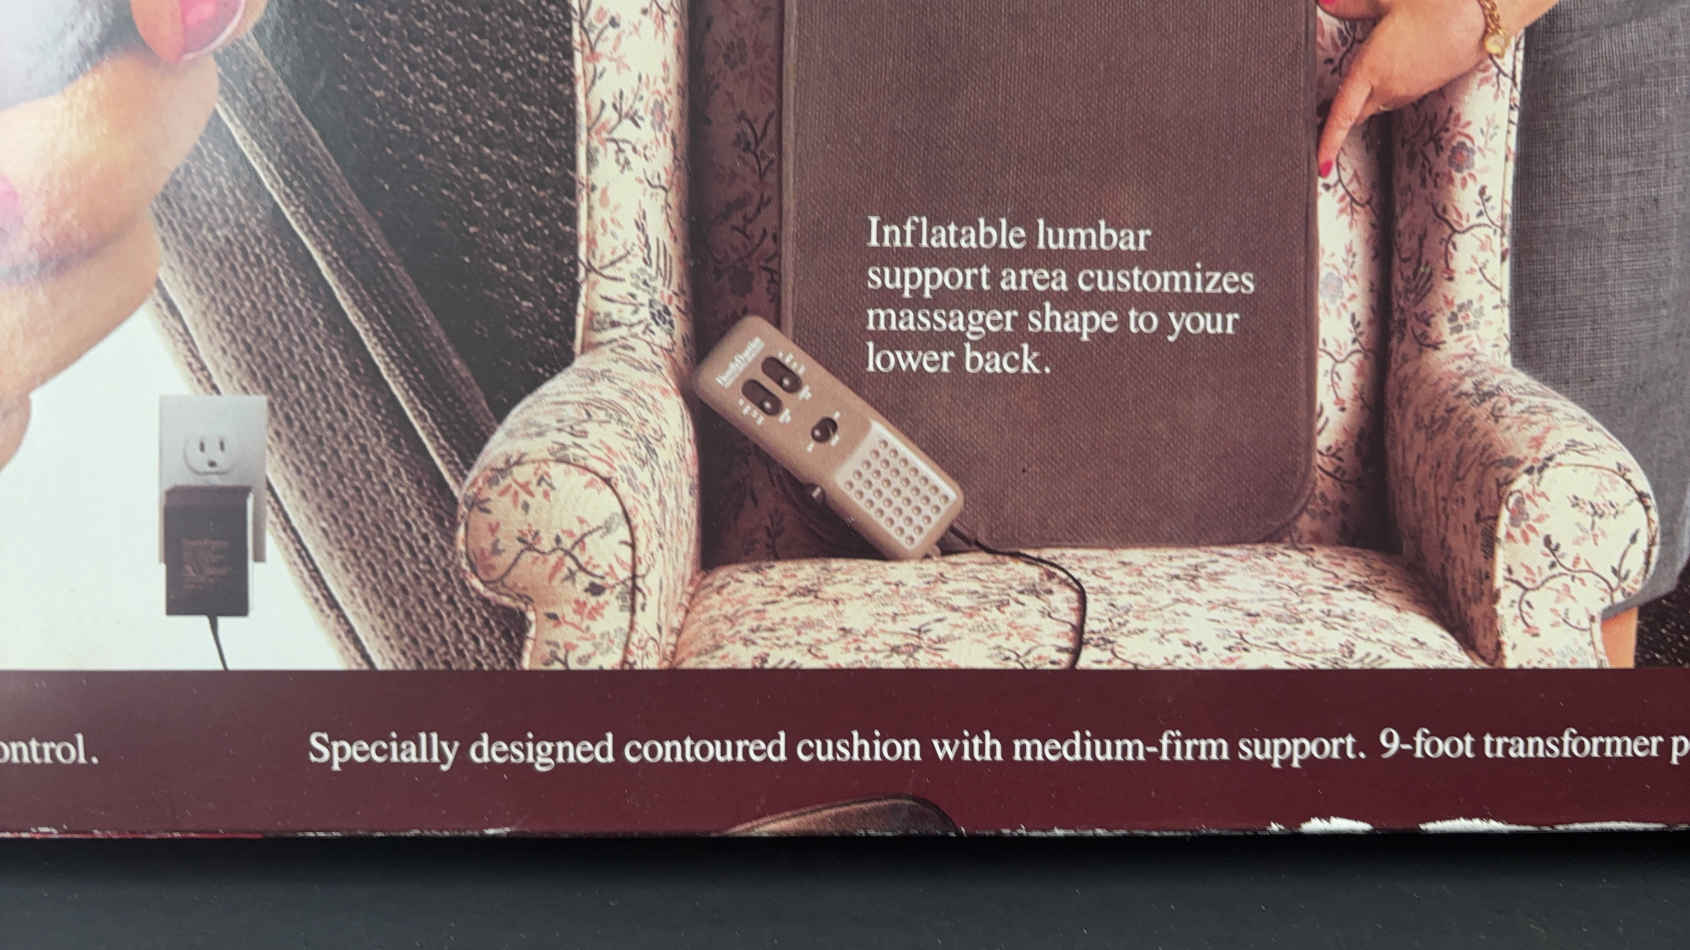 Inflatable lumbar
support area customizes
massager shape to your
lower back.
ontrol.
Specially designed contoured cushion with medium-firm support. 9-foot transformer p